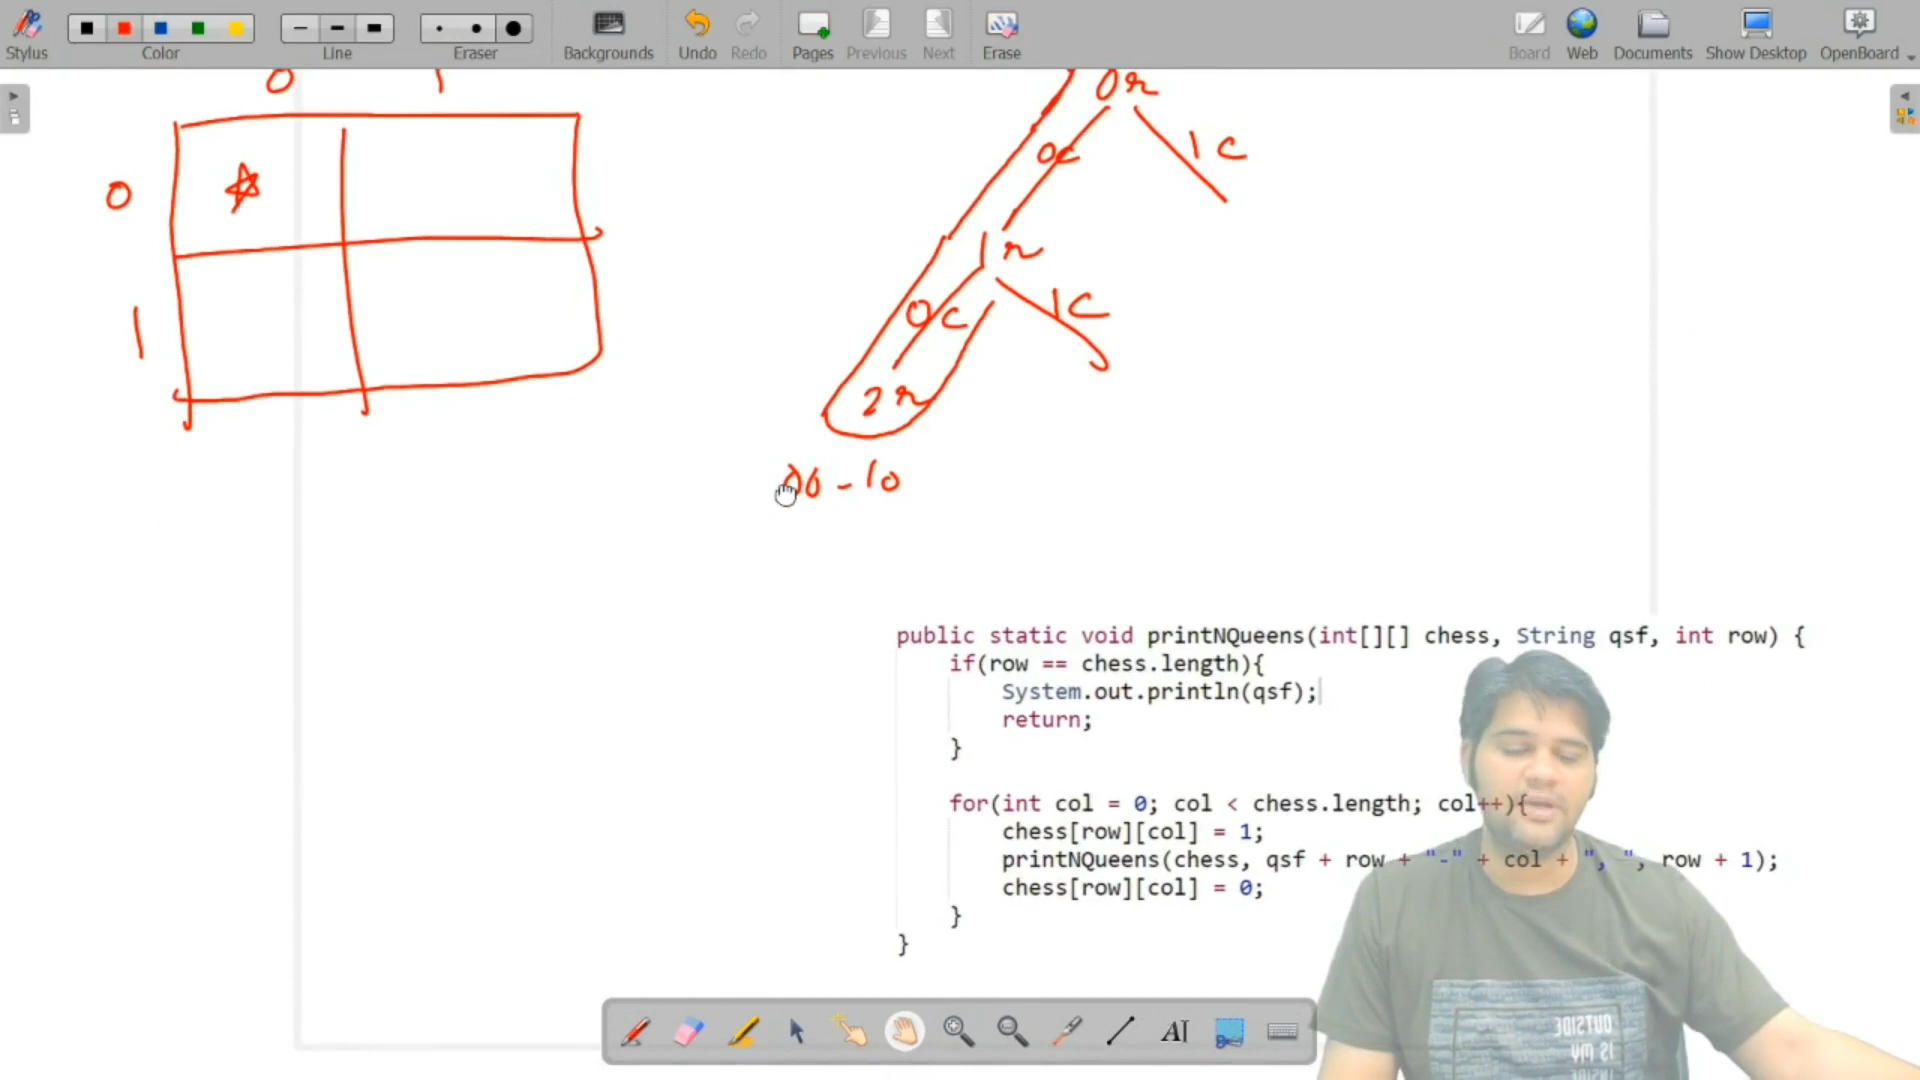 Stylus
Color
Line
Eraser
Backgrounds
Undo
Redo
Pages
Previous
Next
Erase
Board
Web
Documents
Show Desktop
OpenBoard
0 1
0
1
0r
0c 1c
1r
0c 1c
2r
00-10
public static void printNQueens(int[][] chess, String qsf, int row) {
if(row == chess.length){
System.out.println(qsf);
return;
}
for(int col = 0; col < chess.length; col++){
chess[row][col] = 1;
printNQueens(chess, qsf + row + "-" + col + ", ", row + 1);
chess[row][col] = 0;
}
}
AI
OUTSIDE
IS MY